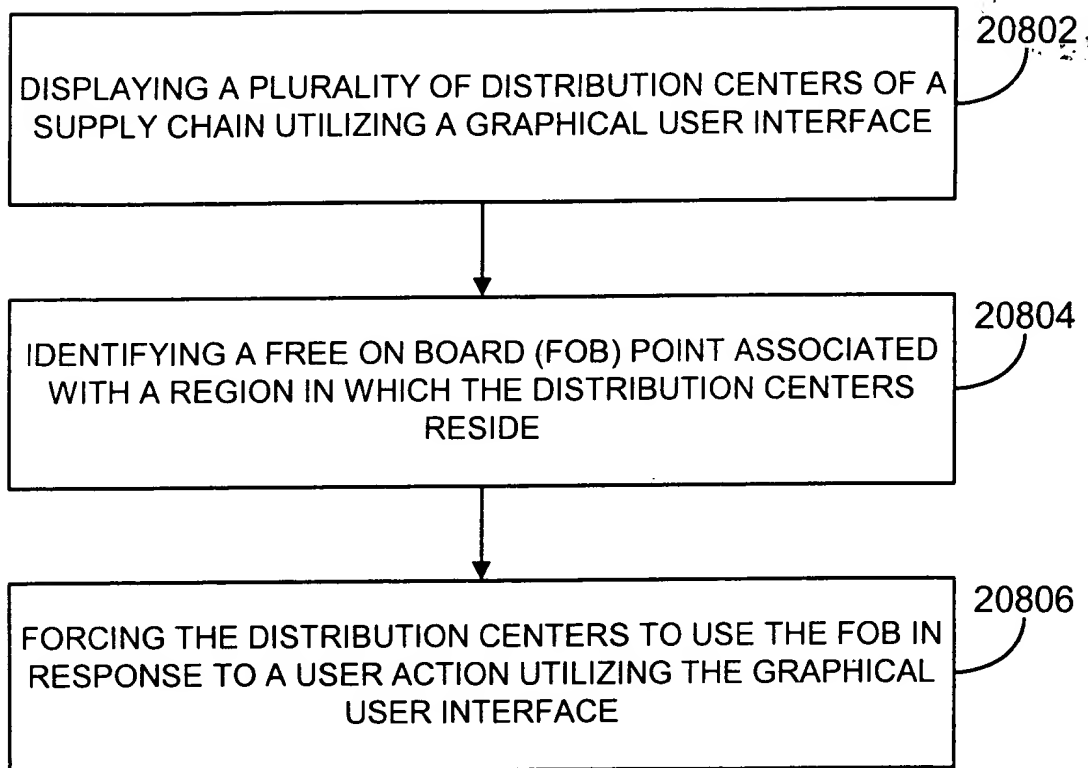 20802
DISPLAYING A PLURALITY OF DISTRIBUTION CENTERS OF A
SUPPLY CHAIN UTILIZING A GRAPHICAL USER INTERFACE
20804
IDENTIFYING A FREE ON BOARD (FOB) POINT ASSOCIATED
WITH A REGION IN WHICH THE DISTRIBUTION CENTERS
RESIDE
20806
FORCING THE DISTRIBUTION CENTERS TO USE THE FOB IN
RESPONSE TO A USER ACTION UTILIZING THE GRAPHICAL
USER INTERFACE